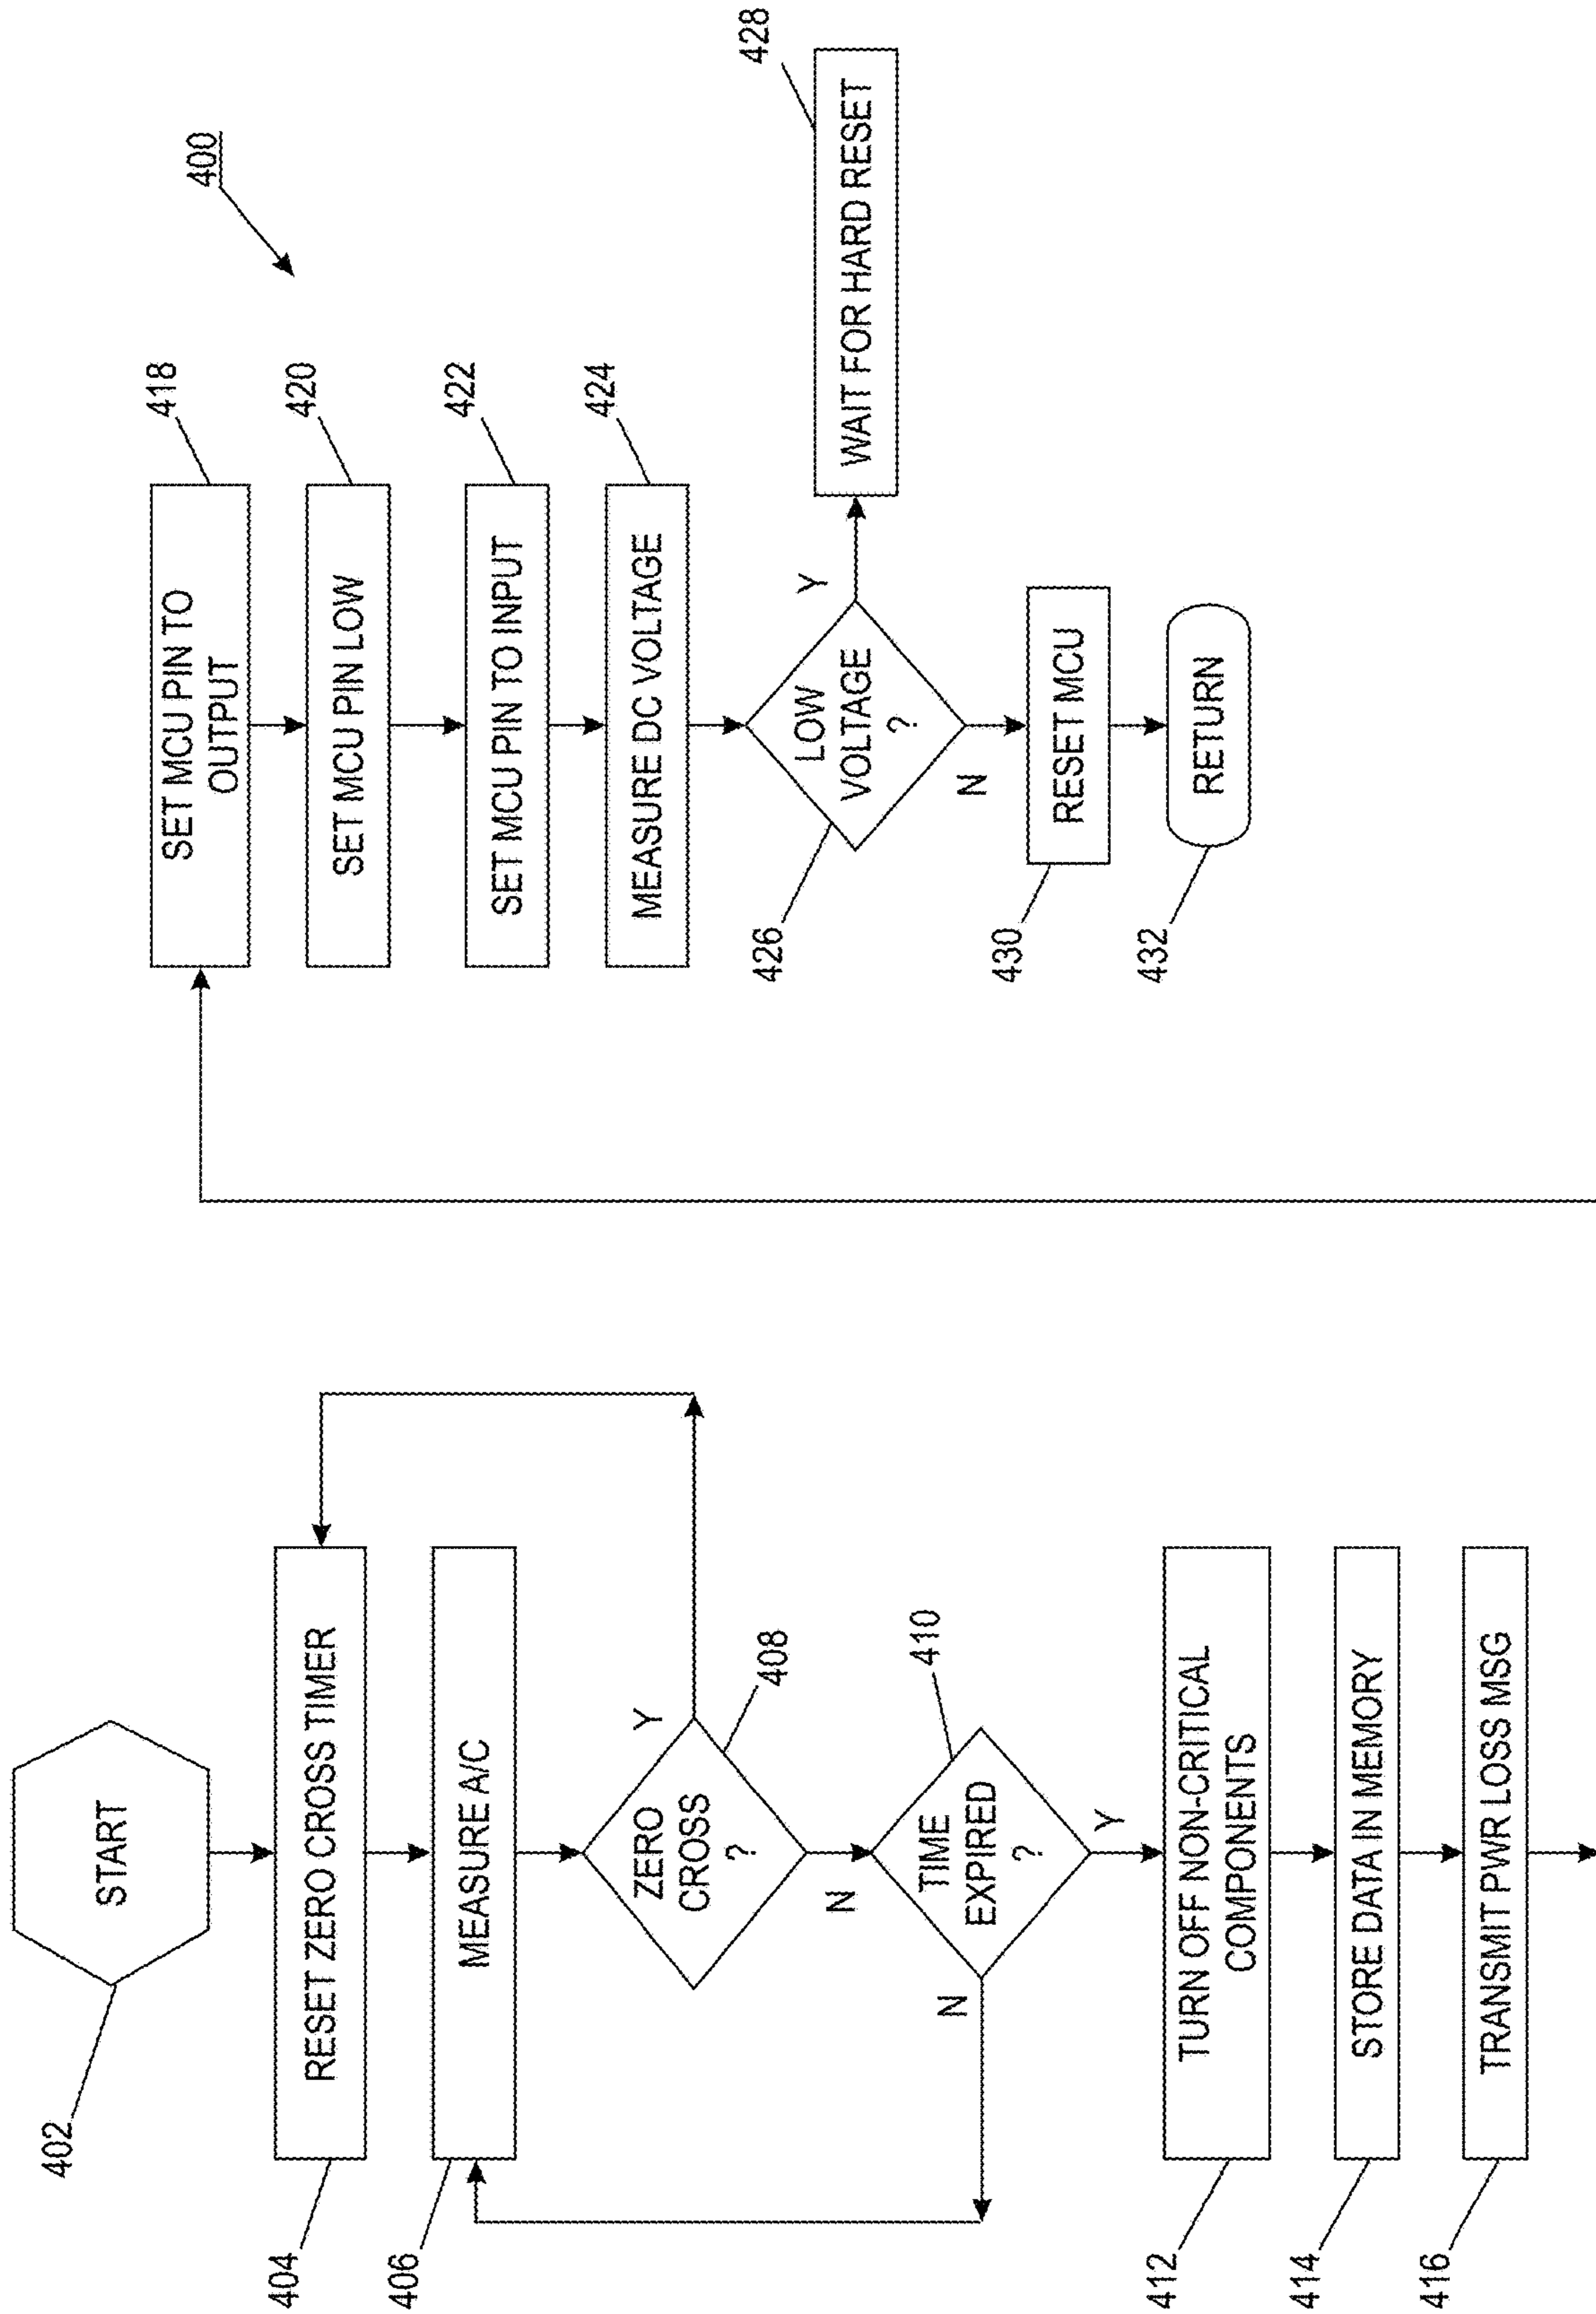 400
START
402
RESET ZERO CROSS TIMER
404
MEASURE A/C
406
ZERO
CROSS
?
408
Y
N
TIME
EXPIRED
?
410
N
Y
TURN OFF NON-CRITICAL
COMPONENTS
412
STORE DATA IN MEMORY
414
TRANSMIT PWR LOSS MSG
416
SET MCU PIN TO
OUTPUT
418
SET MCU PIN LOW
420
SET MCU PIN TO INPUT
422
MEASURE DC VOLTAGE
424
LOW
VOLTAGE
?
426
Y
WAIT FOR HARD RESET
428
N
RESET MCU
430
RETURN
432